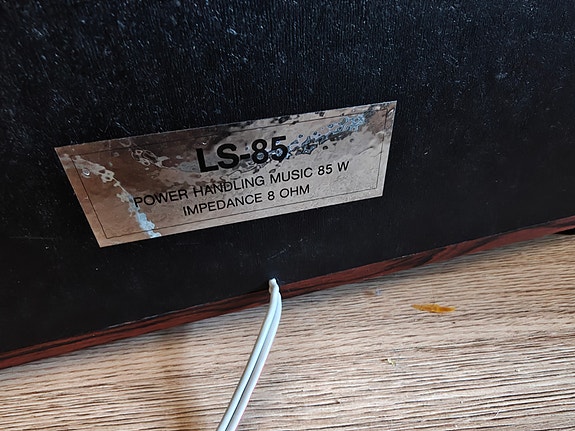 LS-85
POWER HANDLING MUSIC 85 W
IMPEDANCE 8 OHM